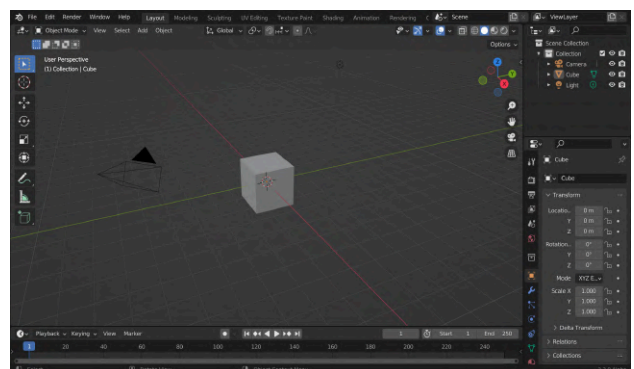 File Edit Render Window Help Layout Modeling Sculpting UV Editing Texture Paint Shading Animation Rendering Scene ViewLayer
Object Mode View Select Add Object Global
Options
User Perspective
(1) Collection | Cube
Scene Collection
Collection
Camera
Cube
Light
Cube
Cube
Transform
Locatio.. 0 m
Y 0 m
Z 0 m
Rotation.. 0°
Y 0°
Z 0°
Mode XYZ E..
Scale X 1.000
Y 1.000
Z 1.000
Delta Transform
Relations
Collections
Playback Keying View Marker 1 Start 1 End 250
1 20 40 60 80 100 120 140 160 180 200 220 240